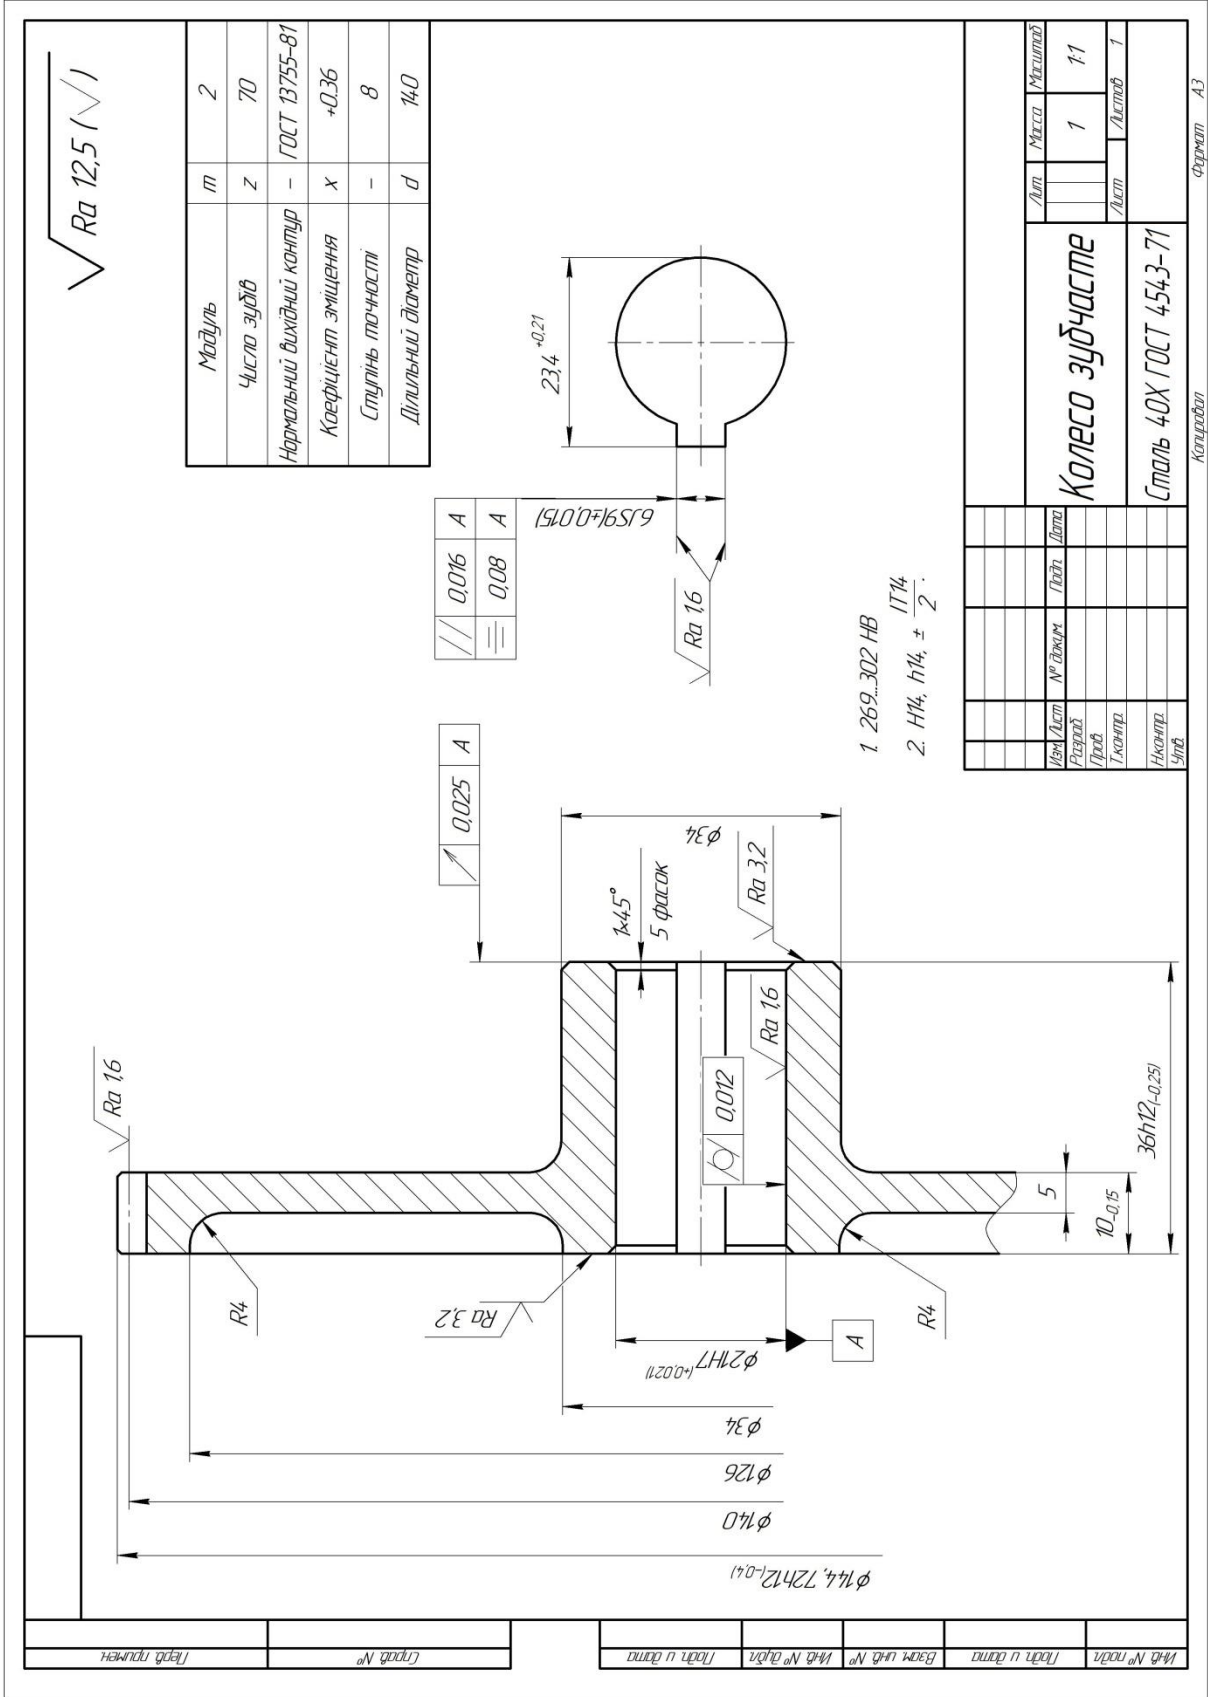 Ra 12,5 (√)
Модуль m 2
Число зубів z 70
Нормальний вихідний контур – ГОСТ 13755-81
Коефіцієнт зміщення x +0.36
Ступінь точності – 8
Ділильний діаметр d 140
Ra 1,6
R4
0,025 А
// 0,016 А
0,08 А
23,4 +0,21
6JS9(±0,015)
Ra 1,6
1x45°
5 фасок
Ra 3,2
Ra 1,6
0,012
ϕ34
Ra 3,2
R4
А
ϕ21H7(+0,021)
ϕ34
ϕ126
ϕ140
ϕ144,72h12(-0,4)
5
10-0,15
36h12(-0,25)
1. 269...302 HB
2. H14, h14, ± IT14
2 .
Изм. Лист № докум. Подп. Дата
Разраб.
Пров.
Т.контр.
Н.контр.
Утв.
Колесо зубчасте
Сталь 40Х ГОСТ 4543-71
Лит. Масса Масштаб
1 1:1
Лист Листов 1
Копировал Формат А3
Перв. примен.
Справ. №
Подп. и дата
Инв. № дубл.
Взам. инв. №
Подп. и дата
Инв. № подл.